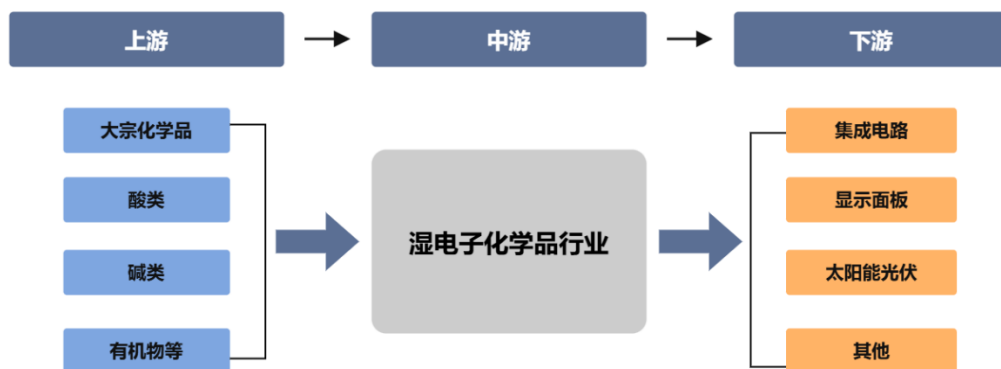 上游
中游
下游
大宗化学品
酸类
碱类
有机物等
湿电子化学品行业
集成电路
显示面板
太阳能光伏
其他